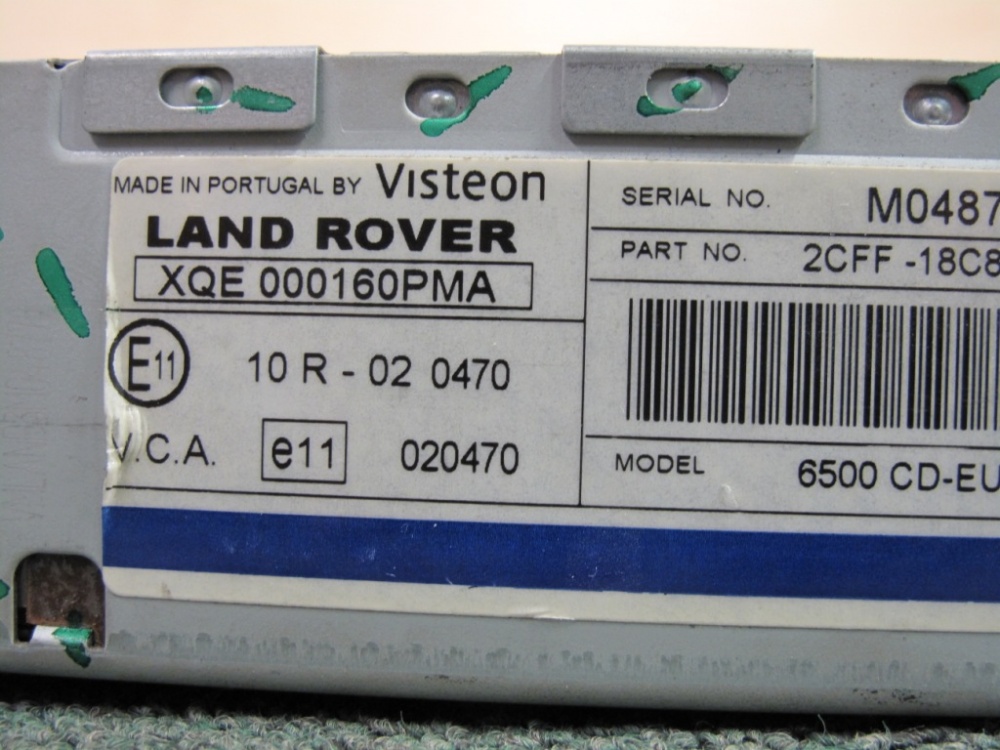 MADE IN PORTUGAL BY Visteon
LAND ROVER
XQE 000160PMA
E11 10 R - 02 0470
V.C.A. e11 020470
SERIAL NO. M0487
PART NO. 2CFF -18C8
MODEL 6500 CD-EU